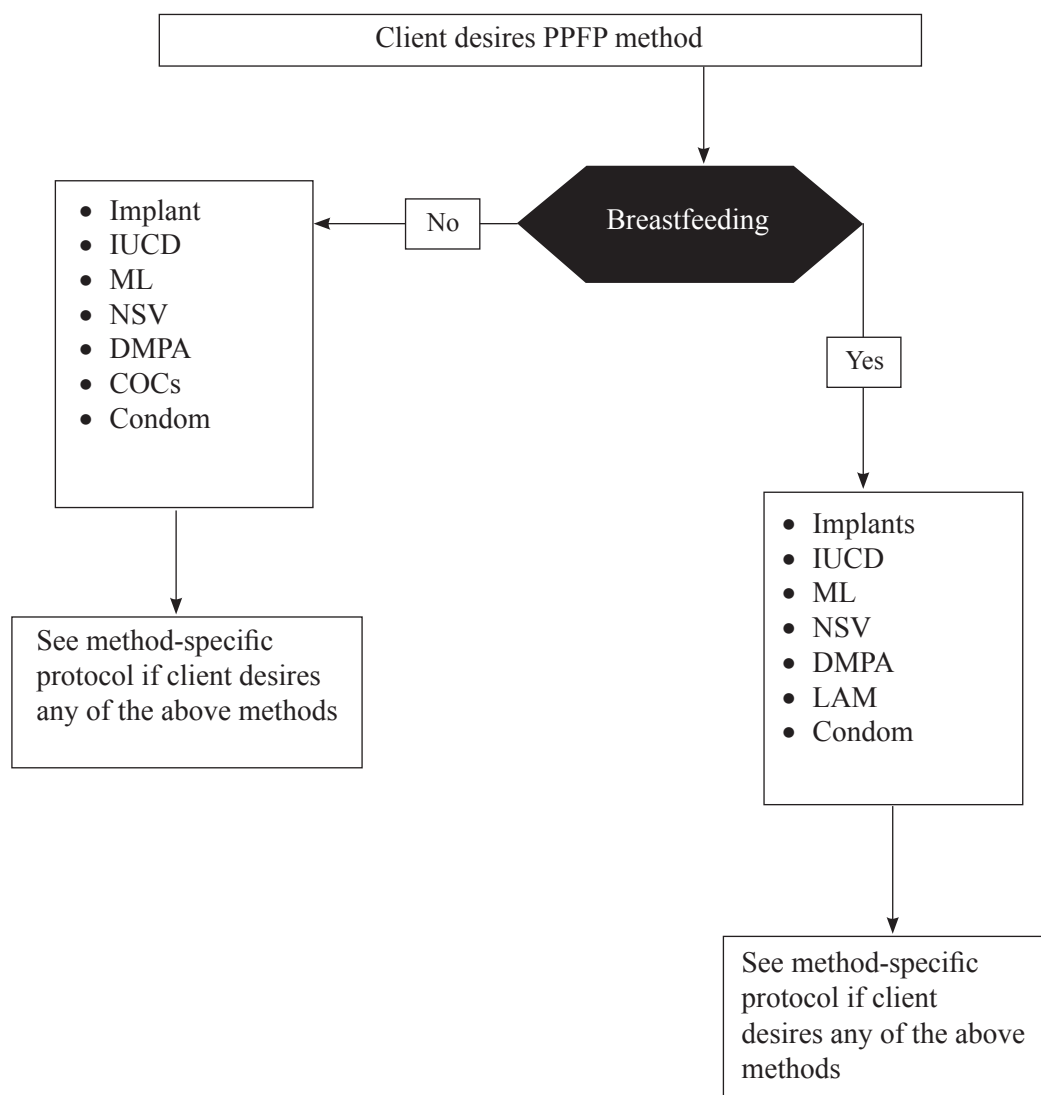 Client desires PPFP method
Breastfeeding
No
• Implant
• IUCD
• ML
• NSV
• DMPA
• COCs
• Condom
See method-specific
protocol if client desires
any of the above methods
Yes
• Implants
• IUCD
• ML
• NSV
• DMPA
• LAM
• Condom
See method-specific
protocol if client
desires any of the above
methods